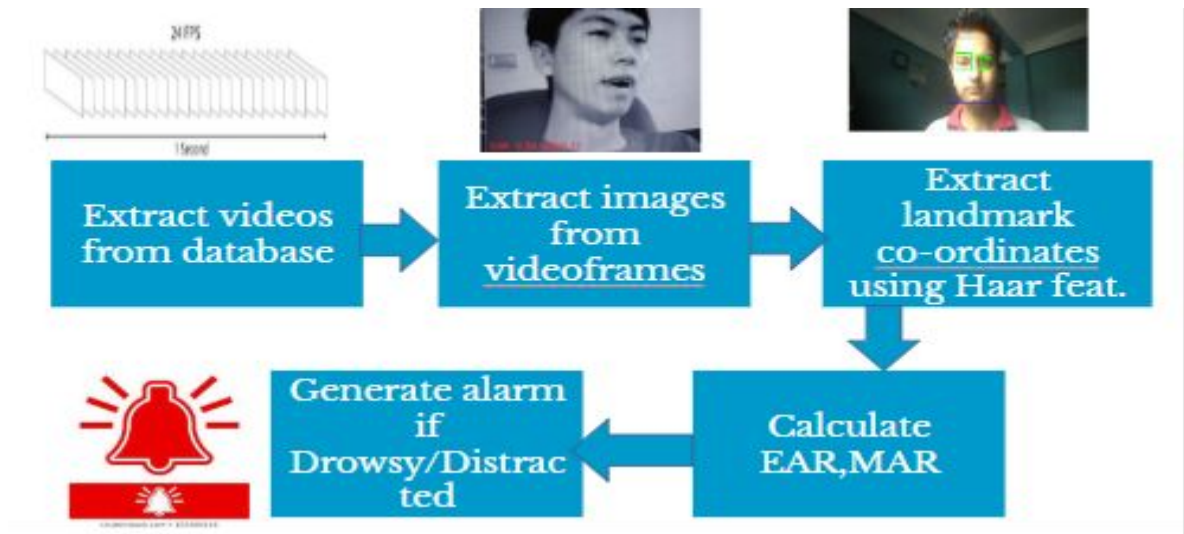 24 FPS
1 Second
Extract videos
from database
Extract images
from
videoframes
Extract
landmark
co-ordinates
using Haar feat.
Calculate
EAR,MAR
Generate alarm
if
Drowsy/Distrac
ted